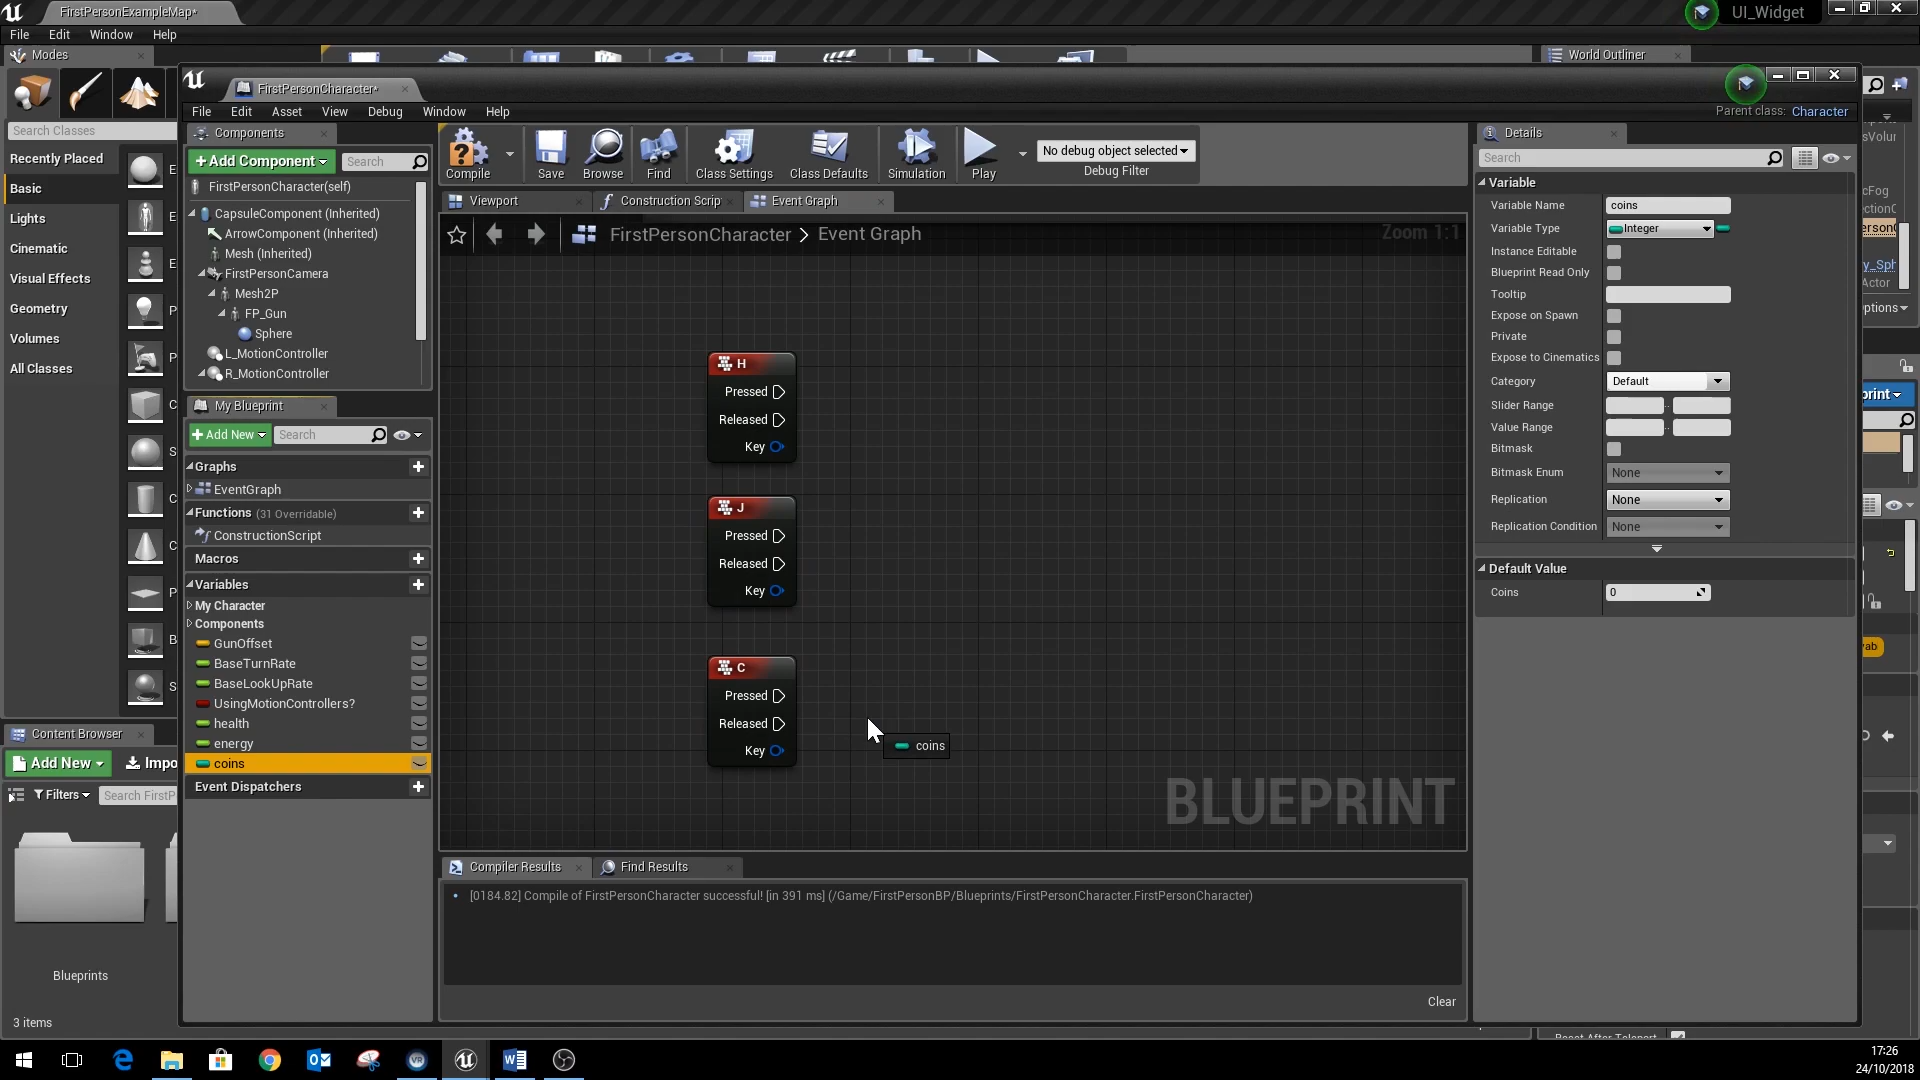 FirstPersonExampleMap*
UI_Widget
File Edit Window Help
Modes
World Outliner
FirstPersonCharacter*
File Edit Asset View Debug Window Help
Parent class: Character
Search Classes
Recently Placed
Basic
Lights
Cinematic
Visual Effects
Geometry
Volumes
All Classes
Components
+Add Component
Search
FirstPersonCharacter(self)
CapsuleComponent (Inherited)
ArrowComponent (Inherited)
Mesh (Inherited)
FirstPersonCamera
Mesh2P
FP_Gun
Sphere
L_MotionController
R_MotionController
My Blueprint
+Add New
Search
Graphs
EventGraph
Functions (31 Overridable)
ConstructionScript
Macros
Variables
My Character
Components
GunOffset
BaseTurnRate
BaseLookUpRate
UsingMotionControllers?
health
energy
coins
Event Dispatchers
Compile
Save
Browse
Find
Class Settings
Class Defaults
Simulation
Play
No debug object selected
Debug Filter
Viewport
Construction Scrip
Event Graph
FirstPersonCharacter > Event Graph
Zoom 1:1
H
Pressed
Released
Key
J
Pressed
Released
Key
C
Pressed
Released
Key
coins
BLUEPRINT
Compiler Results
Find Results
[0184.82] Compile of FirstPersonCharacter successful! [in 391 ms] (/Game/FirstPersonBP/Blueprints/FirstPersonCharacter.FirstPersonCharacter)
Clear
Details
Search
Variable
Variable Name coins
Variable Type Integer
Instance Editable
Blueprint Read Only
Tooltip
Expose on Spawn
Private
Expose to Cinematics
Category Default
Slider Range
Value Range
Bitmask
Bitmask Enum None
Replication None
Replication Condition None
Default Value
Coins 0
Content Browser
Add New
Impo
Filters
Search FirstP
Blueprints
3 items
17:26
24/10/2018